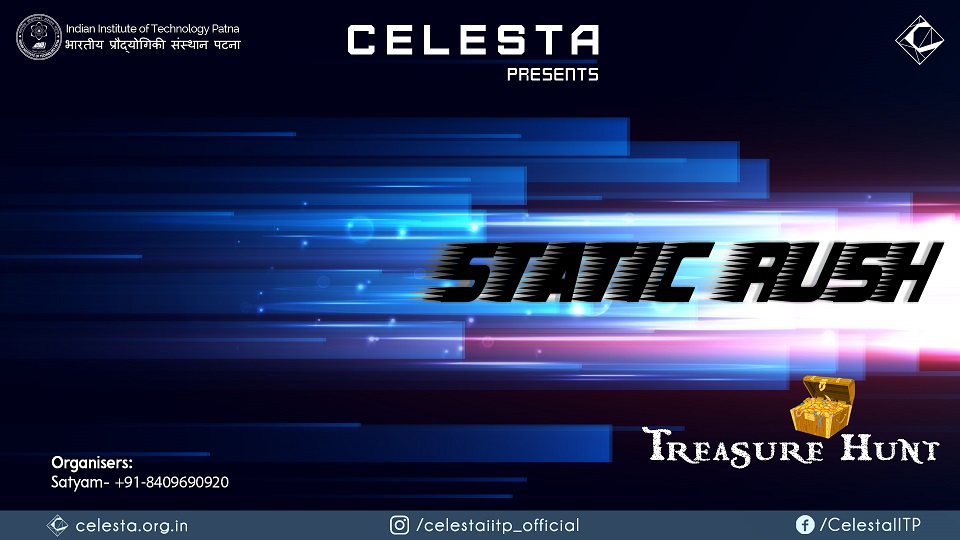 Indian Institute of Technology Patna
भारतीय प्रौद्योगिकी संस्थान पटना
CELESTA
PRESENTS
STATIC RUSH
TREASURE HUNT
Organisers:
Satyam- +91-8409690920
celesta.org.in
/celestaiitp_official
/CelestaIITP